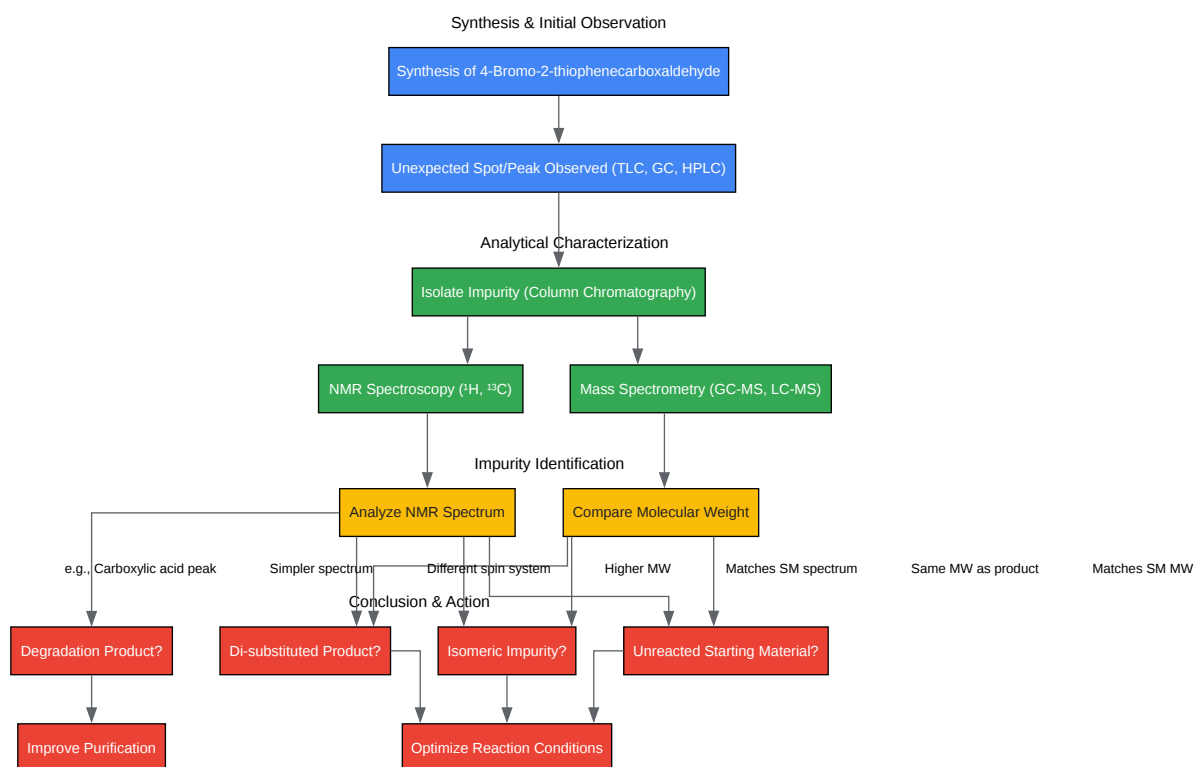 Synthesis & Initial Observation
Synthesis of 4-Bromo-2-thiophenecarboxaldehyde
Unexpected Spot/Peak Observed (TLC, GC, HPLC)
Analytical Characterization
Isolate Impurity (Column Chromatography)
NMR Spectroscopy (¹H, ¹³C)
Mass Spectrometry (GC-MS, LC-MS)
Impurity Identification
Analyze NMR Spectrum
Compare Molecular Weight
e.g., Carboxylic acid peak
Simpler spectrum
Different spin system
Higher MW
Matches SM spectrum
Same MW as product
Matches SM MW
Conclusion & Action
Degradation Product?
Di-substituted Product?
Isomeric Impurity?
Unreacted Starting Material?
Improve Purification
Optimize Reaction Conditions